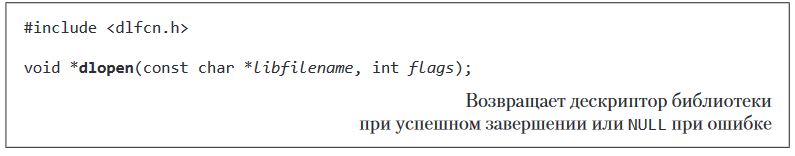 #include <dlfcn.h>
void *dlopen(const char *libfilename, int flags);
Возвращает дескриптор библиотеки
при успешном завершении или NULL при ошибке